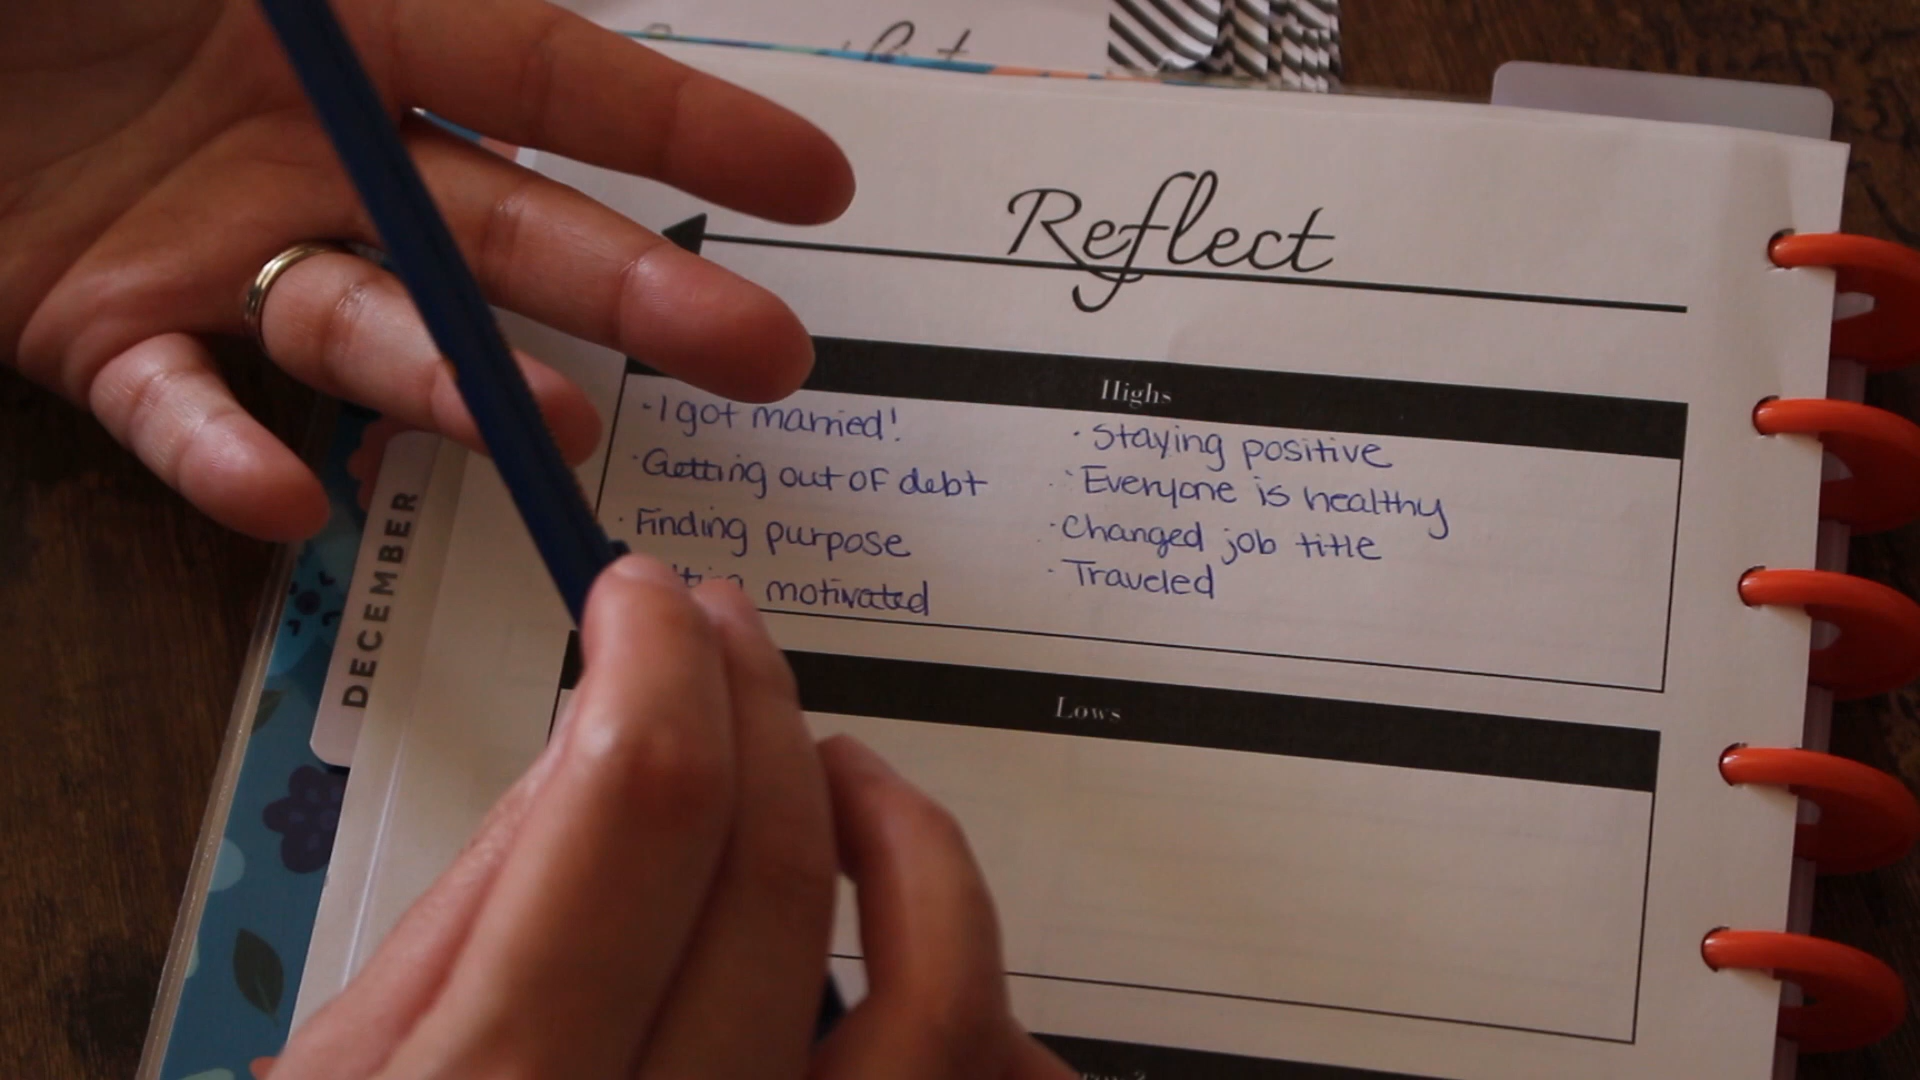 Reflect
Highs
· I got married!
· Getting out of debt
· Finding purpose
motivated
· Staying positive
· Everyone is healthy
· Changed job title
· Traveled
Lows
DECEMBER